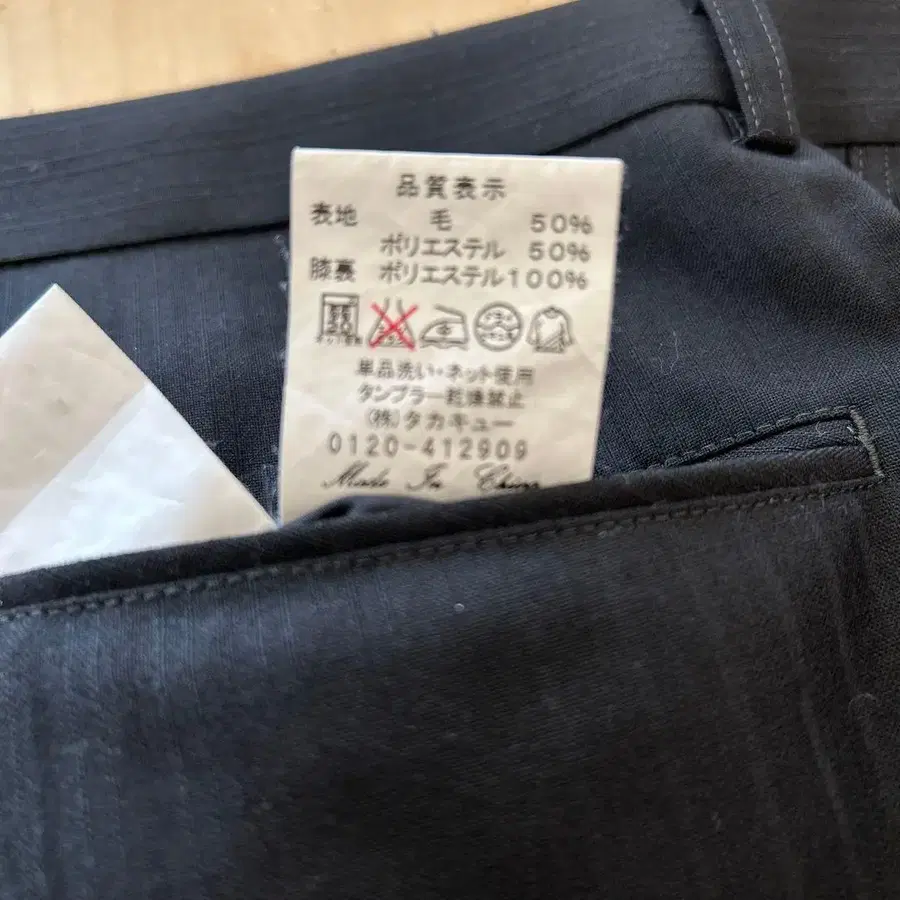 品質表示
表地 毛 50%
ポリエステル 50%
膝裏 ポリエステル100%
単品洗い・ネット使用
タンブラー乾燥禁止
(株)タカキュー
0120-412909
Made In China